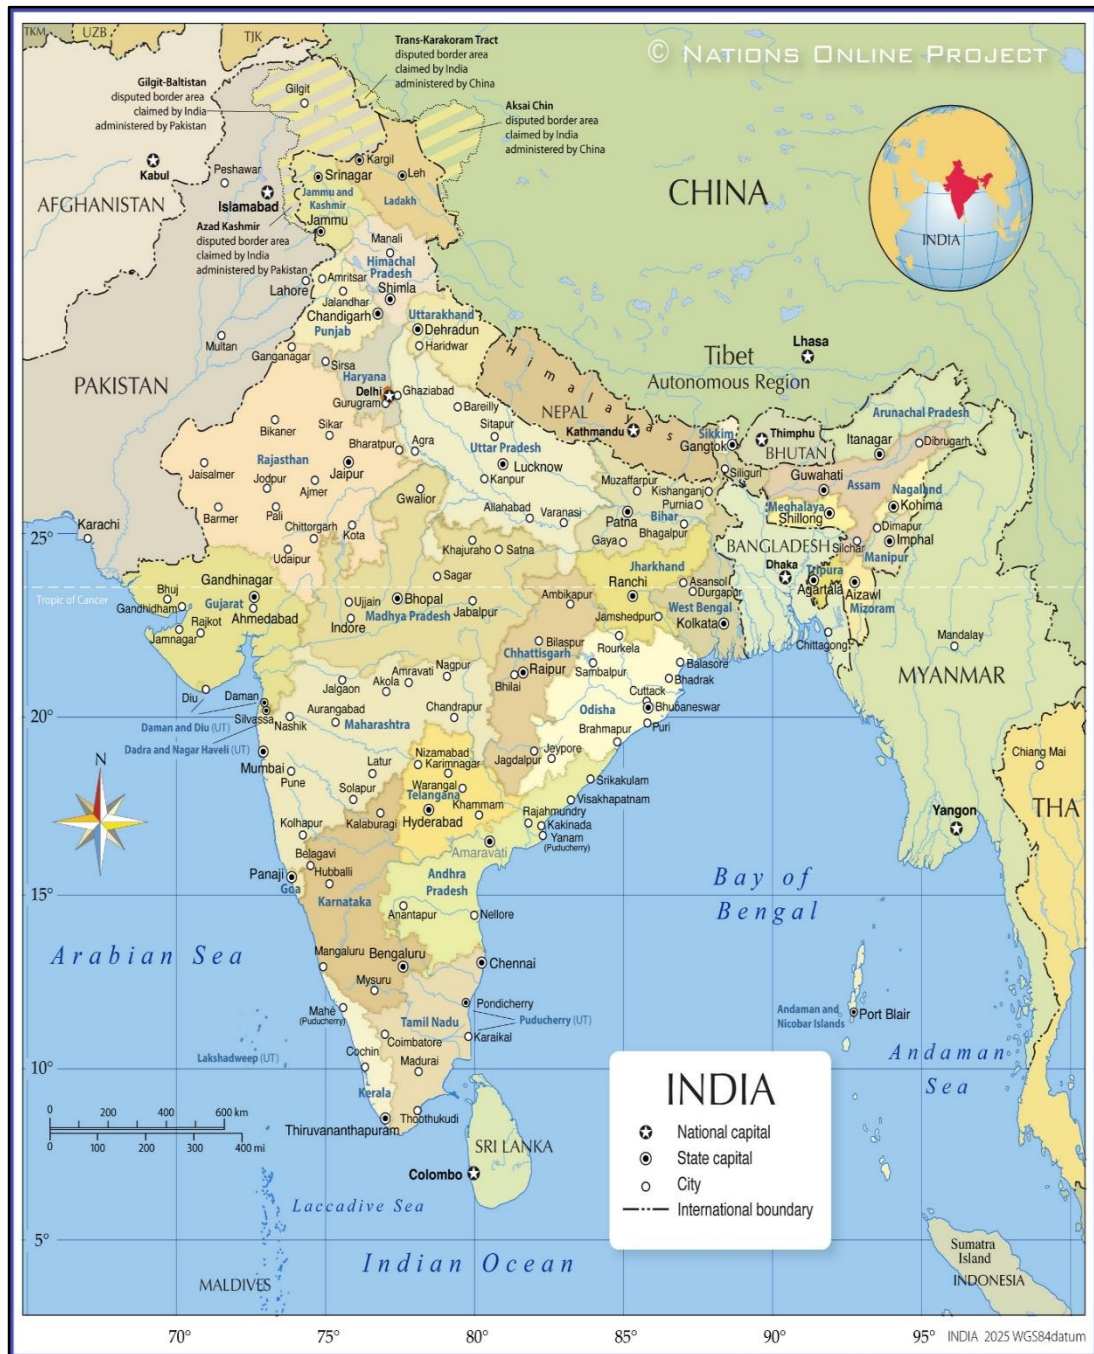 TKM
UZB
TJK
© Nations Online Project
Trans-Karakoram Tract
disputed border area
claimed by India
administered by China
Gilgit-Baltistan
disputed border area
claimed by India
administered by Pakistan
Gilgit
Aksai Chin
disputed border area
claimed by India
administered by China
Kabul
Peshawar
Kargil
Srinagar
Leh
AFGHANISTAN
Islamabad
Jammu and
Kashmir
Ladakh
CHINA
Azad Kashmir
disputed border area
claimed by India
administered by Pakistan
Jammu
Manali
INDIA
Himachal
Pradesh
Amritsar
Lahore
Jalandhar
Shimla
Chandigarh
Punjab
Uttarakhand
Dehradun
Haridwar
Multan
Ganganagar
Sirsa
Himalayas
Lhasa
Tibet
Autonomous Region
PAKISTAN
Haryana
Delhi
Ghaziabad
Gurugram
Bareilly
NEPAL
Kathmandu
Arunachal Pradesh
Bikaner
Sikar
Bharatpur
Agra
Sitapur
Uttar Pradesh
Sikkim
Gangtok
Thimphu
BHUTAN
Itanagar
Dibrugarh
Jaisalmer
Rajasthan
Jaipur
Lucknow
Siliguri
Guwahati
Assam
Nagaland
Jodpur
Ajmer
Gwalior
Kanpur
Muzaffarpur
Kishanganj
Purnia
Meghalaya
Shillong
Kohima
Barmer
Pali
Chittorgarh
Kota
Allahabad
Varanasi
Patna
Bihar
Bhagalpur
Dimapur
Karachi
25°
Udaipur
Khajuraho
Satna
Gaya
BANGLADESH
Silchar
Imphal
Manipur
Bhuj
Gandhinagar
Sagar
Jharkhand
Ranchi
Asansol
Durgapur
Dhaka
Tripura
Agartala
Aizawl
Mizoram
Tropic of Cancer
Gandhidham
Gujarat
Ahmedabad
Ujjain
Bhopal
Jabalpur
Ambikapur
West Bengal
Rajkot
Jamnagar
Indore
Madhya Pradesh
Jamshedpur
Kolkata
Chittagong
Mandalay
Bilaspur
Chhattisgarh
Raipur
Rourkela
Sambalpur
Balasore
MYANMAR
Diu
Daman
Jalgaon
Akola
Amravati
Nagpur
Bhilai
Bhadrak
Cuttack
Bhubaneswar
Odisha
20°
Silvassa
Nashik
Aurangabad
Maharashtra
Chandrapur
Brahmapur
Puri
Daman and Diu (UT)
Dadra and Nagar Haveli (UT)
N
Mumbai
Pune
Latur
Nizamabad
Karimnagar
Jagdalpur
Jeypore
Chiang Mai
Solapur
Warangal
Telangana
Srikakulam
Visakhapatnam
Kolhapur
Kalaburagi
Hyderabad
Khammam
Rajahmundry
Kakinada
Yanam
(Puducherry)
Yangon
THA
Belagavi
Amaravati
Panaji
Goa
Hubballi
Karnataka
Andhra
Pradesh
15°
Bay of
Bengal
Anantapur
Nellore
Arabian Sea
Mangaluru
Bengaluru
Chennai
Mysuru
Mahé
(Puducherry)
Pondicherry
Puducherry (UT)
Tamil Nadu
Andaman and
Nicobar Islands
Port Blair
Coimbatore
Karaikal
Lakshadweep (UT)
Cochin
Madurai
10°
Andaman
Sea
Kerala
0 200 400 600 km
0 100 200 300 400 mi
Thiruvananthapuram
Thoothukudi
SRI LANKA
Colombo
INDIA
National capital
State capital
City
International boundary
Laccadive Sea
5°
Indian Ocean
MALDIVES
Sumatra
Island
INDONESIA
70°
75°
80°
85°
90°
95°
INDIA 2025 WGS84datum